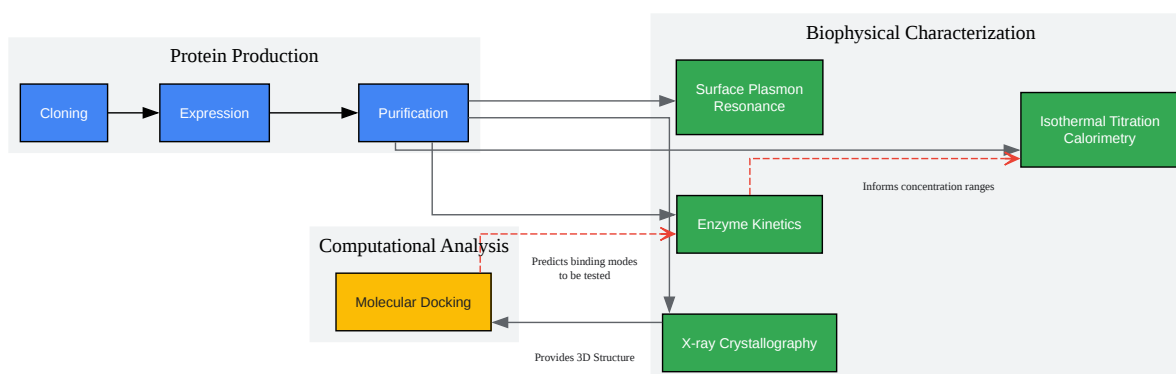 Biophysical Characterization
Protein Production
Surface Plasmon
Resonance
Cloning
Expression
Purification
Isothermal Titration
Calorimetry
Informs concentration ranges
Enzyme Kinetics
Computational Analysis
Predicts binding modes
to be tested
Molecular Docking
X-ray Crystallography
Provides 3D Structure